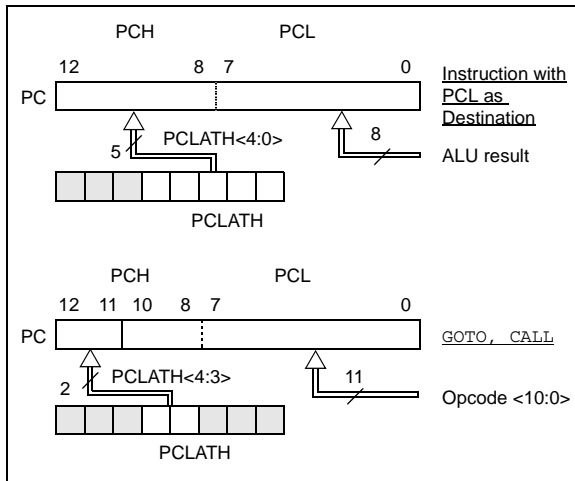 PCH PCL
12 8 7 0
PC
Instruction with
PCL as
Destination
5 PCLATH<4:0>
8
ALU result
PCLATH
PCH PCL
12 11 10 8 7 0
PC
GOTO, CALL
2 PCLATH<4:3>
11
Opcode <10:0>
PCLATH